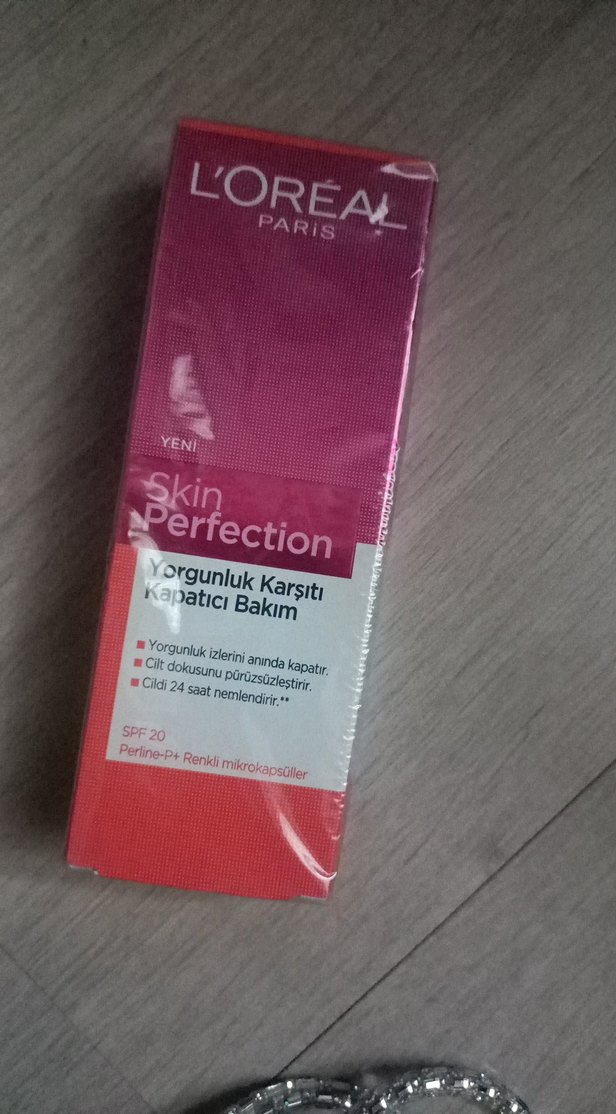 L'ORÉAL
PARIS
YENİ
Skin
Perfection
Yorgunluk Karşıtı
Kapatıcı Bakım
Yorgunluk izlerini anında kapatır.
Cilt dokusunu pürüzsüzleştirir.
Cildi 24 saat nemlendirir.**
SPF 20
Perline-P+ Renkli mikrokapsüller